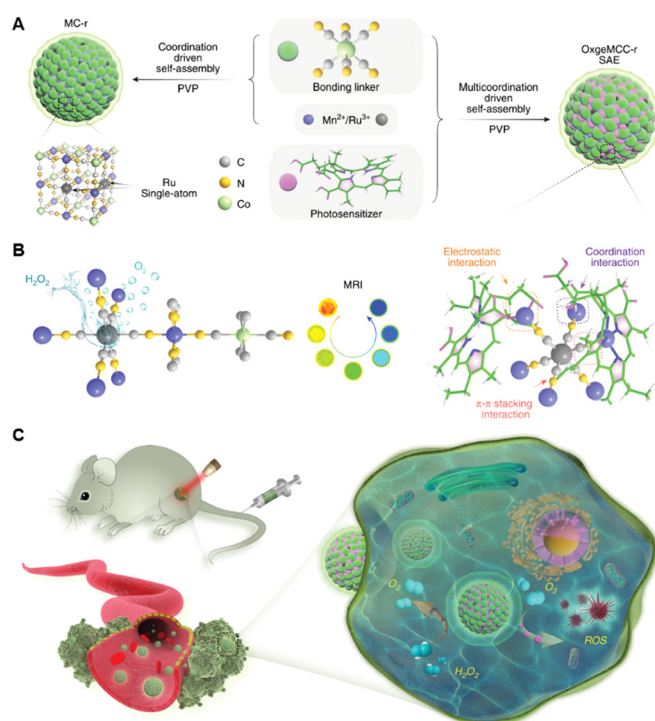 A
MC-r
Coordination
driven
self-assembly
PVP
Bonding linker
Mn2+/Ru3+
Photosensitizer
Multicoordination
driven
self-assembly
PVP
OxgeMCC-r
SAE
Ru
Single-atom
C
N
Co
B
H2O2
O2
MRI
Electrostatic
interaction
Coordination
interaction
π-π stacking
interaction
C
O2
O2
H2O2
ROS